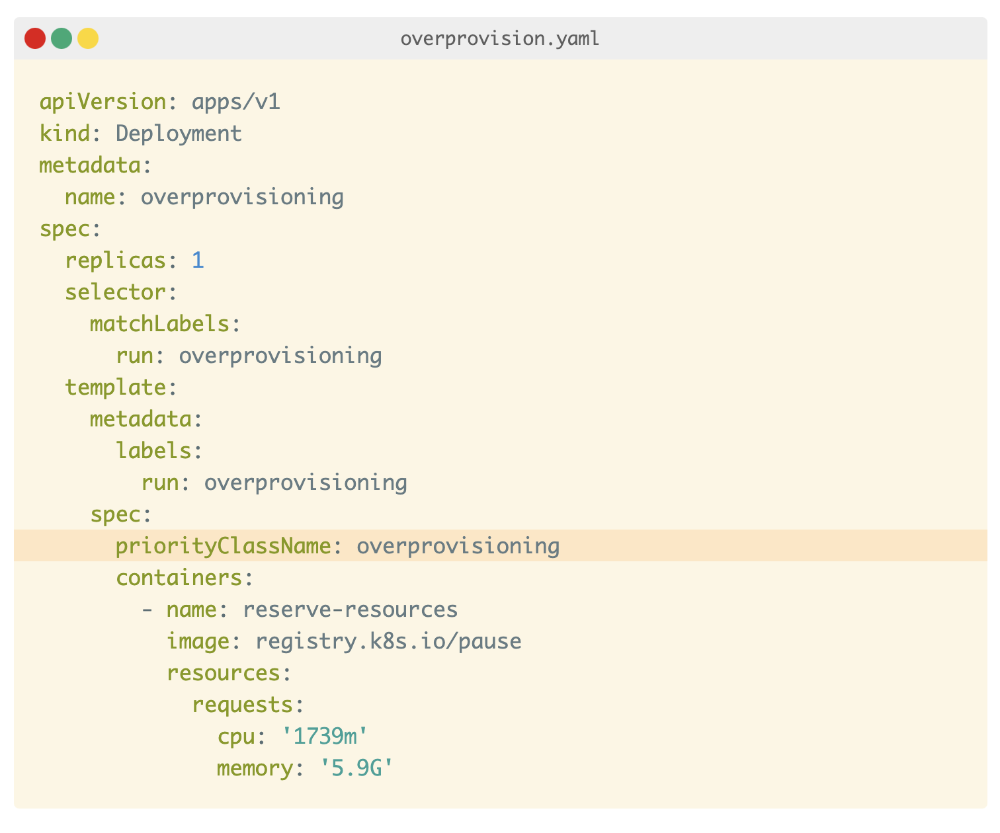 overprovision.yaml
apiVersion: apps/v1
kind: Deployment
metadata:
  name: overprovisioning
spec:
  replicas: 1
  selector:
    matchLabels:
      run: overprovisioning
  template:
    metadata:
      labels:
        run: overprovisioning
    spec:
      priorityClassName: overprovisioning
      containers:
        - name: reserve-resources
          image: registry.k8s.io/pause
          resources:
            requests:
              cpu: '1739m'
              memory: '5.9G'